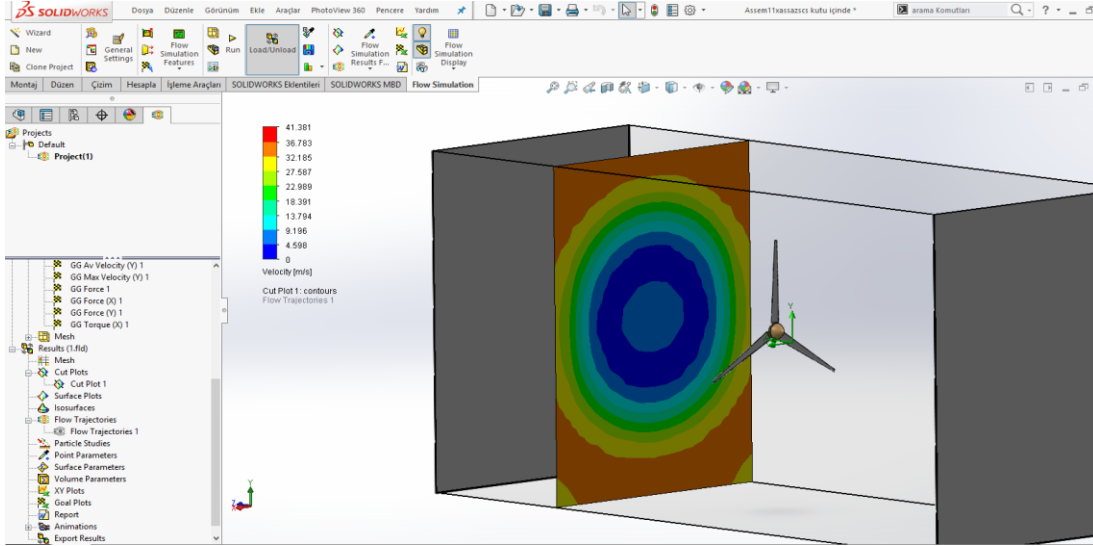 SOLIDWORKS Dosya Düzenle Görünüm Ekle Araçlar PhotoView 360 Pencere Yardım Assem11xassazscs kutu içinde * arama Komutları
Wizard
New
Clone Project
General Settings
Flow Simulation Features
Run
Load/Unload
Flow Simulation Results F...
Flow Simulation Display
Montaj Düzen Çizim Hesapla İşleme Araçları SOLIDWORKS Eklentileri SOLIDWORKS MBD Flow Simulation
Projects
Default
Project(1)
GG Av Velocity (Y) 1
GG Max Velocity (Y) 1
GG Force 1
GG Force (X) 1
GG Force (Y) 1
GG Torque (X) 1
Mesh
Results (1.fld)
Mesh
Cut Plots
Cut Plot 1
Surface Plots
Isosurfaces
Flow Trajectories
Flow Trajectories 1
Particle Studies
Point Parameters
Surface Parameters
Volume Parameters
XY Plots
Goal Plots
Report
Animations
Export Results
41.381
36.783
32.185
27.587
22.989
18.391
13.794
9.196
4.598
0
Velocity [m/s]
Cut Plot 1: contours
Flow Trajectories 1
Y
Y
Z